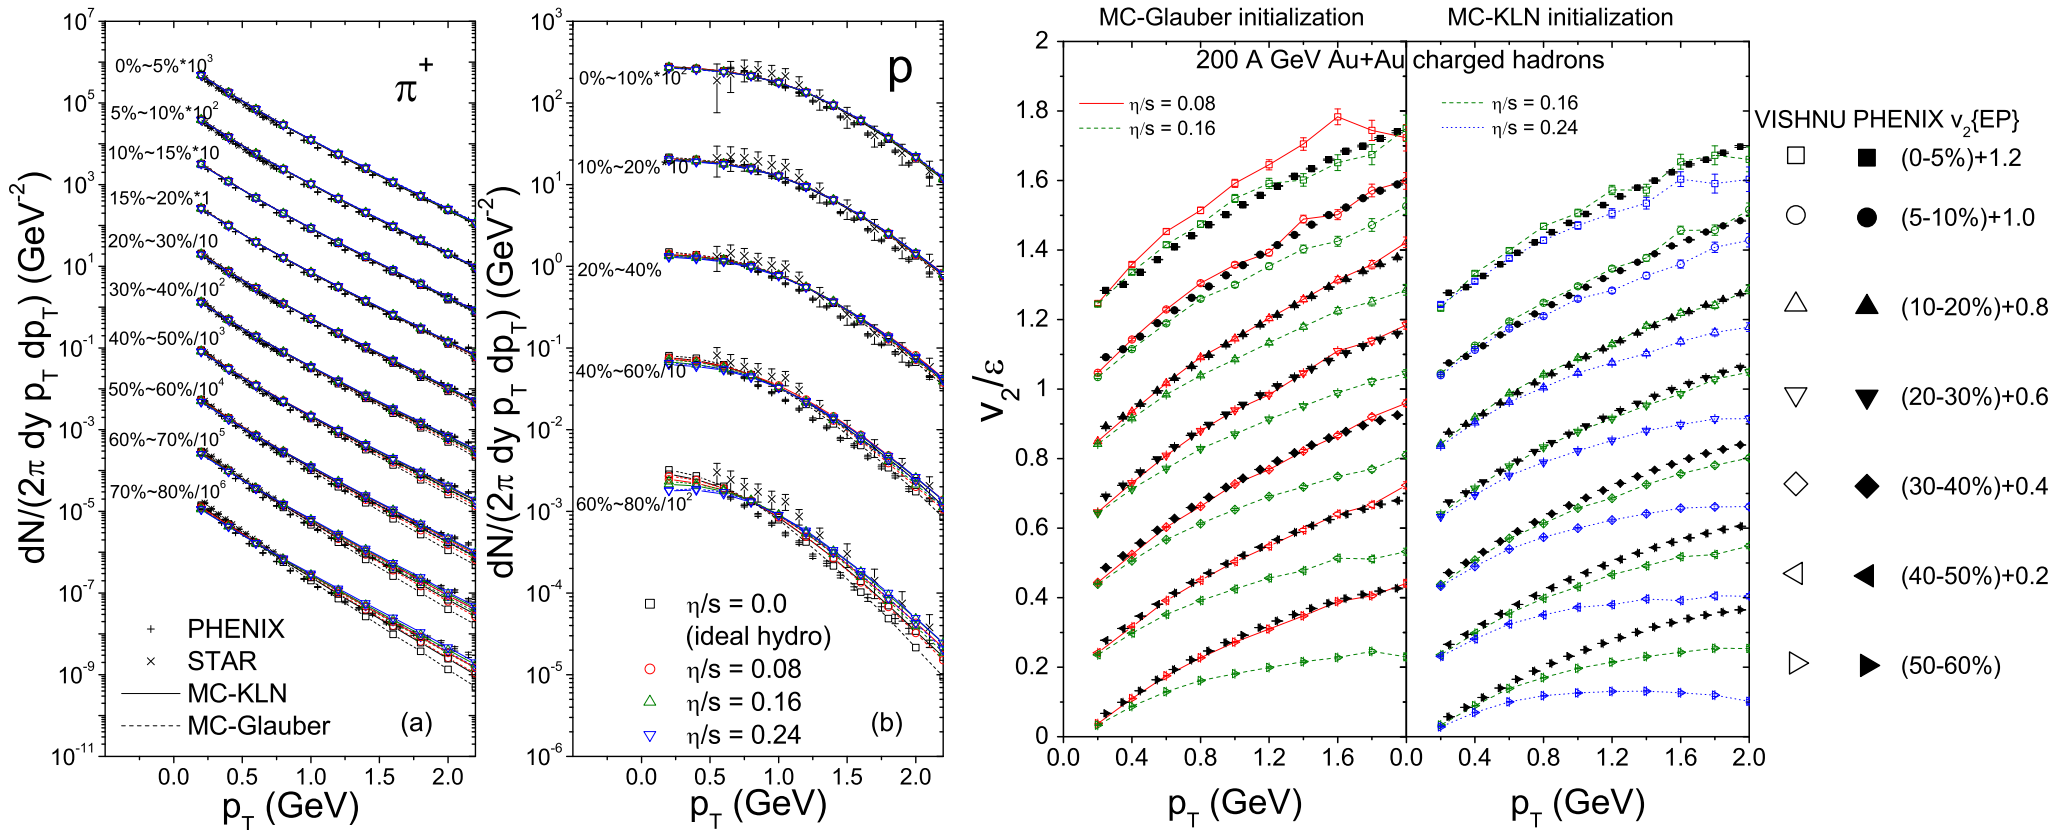 10^7
10^5
10^3
10^1
10^-1
10^-3
10^-5
10^-7
10^-9
10^-11
dN/(2π dy p_T dp_T) (GeV^-2)
π^+
0%~5%*10^3
5%~10%*10^2
10%~15%*10
15%~20%*1
20%~30%/10
30%~40%/10^2
40%~50%/10^3
50%~60%/10^4
60%~70%/10^5
70%~80%/10^6
PHENIX
STAR
MC-KLN
MC-Glauber
(a)
0.0 0.5 1.0 1.5 2.0
p_T (GeV)
10^3
10^2
10^1
10^0
10^-1
10^-2
10^-3
10^-4
10^-5
10^-6
dN/(2π dy p_T dp_T) (GeV^-2)
p
0%~10%*10^2
10%~20%*10
20%~40%
40%~60%/10
60%~80%/10^2
η/s = 0.0
(ideal hydro)
η/s = 0.08
η/s = 0.16
η/s = 0.24
(b)
0.0 0.5 1.0 1.5 2.0
p_T (GeV)
MC-Glauber initialization MC-KLN initialization
200 A GeV Au+Au charged hadrons
η/s = 0.08
η/s = 0.16
η/s = 0.16
η/s = 0.24
2
1.8
1.6
1.4
1.2
1
0.8
0.6
0.4
0.2
0
v_2/ε
0.0 0.4 0.8 1.2 1.6 0.0 0.4 0.8 1.2 1.6 2.0
p_T (GeV) p_T (GeV)
VISHNU PHENIX v_2{EP}
(0-5%)+1.2
(5-10%)+1.0
(10-20%)+0.8
(20-30%)+0.6
(30-40%)+0.4
(40-50%)+0.2
(50-60%)